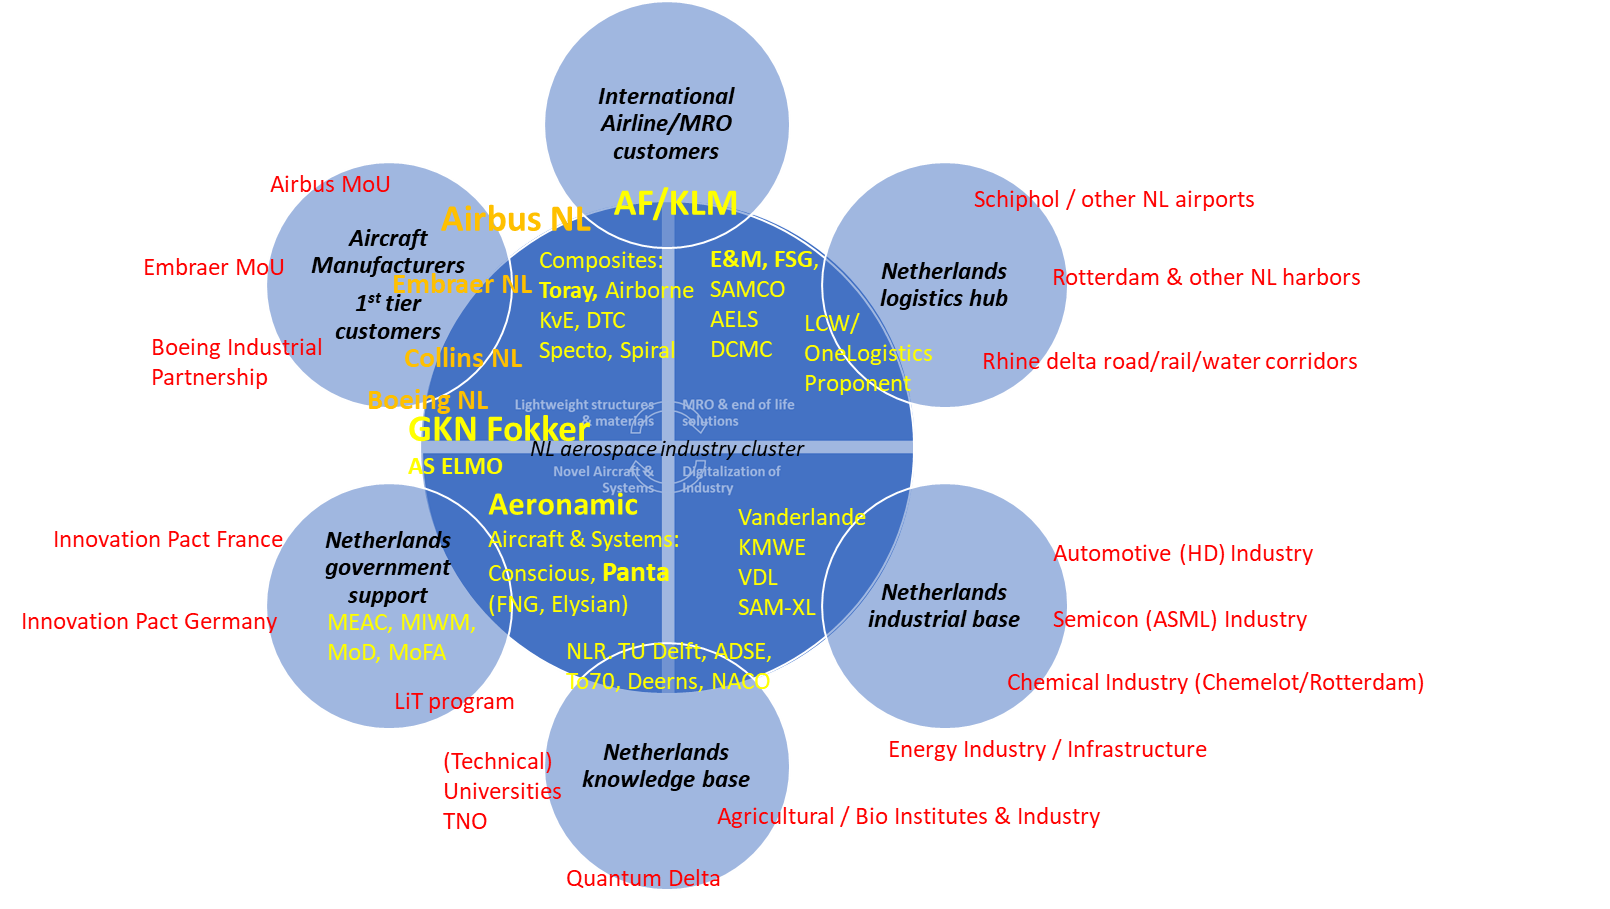 International
Airline/MRO
customers
AF/KLM
Airbus MoU
Airbus NL
Aircraft
Manufacturers
1st tier
customers
Embraer MoU
Embraer NL
Boeing Industrial
Partnership
Collins NL
Boeing NL
GKN Fokker
AS ELMO
Composites:
Toray, Airborne
KvE, DTC
Specto, Spiral
E&M, FSG,
SAMCO
AELS
DCMC
LCW/
OneLogistics
Proponent
Schiphol / other NL airports
Netherlands
logistics hub
Rotterdam & other NL harbors
Rhine delta road/rail/water corridors
Lightweight structures
& materials
MRO & end of life
solutions
NL aerospace industry cluster
Novel Aircraft &
Systems
Digitalization of
Industry
Aeronamic
Aircraft & Systems:
Conscious, Panta
(FNG, Elysian)
Vanderlande
KMWE
VDL
SAM-XL
Innovation Pact France
Netherlands
government
support
MEAC, MIWM,
MoD, MoFA
Innovation Pact Germany
LiT program
NLR. TU Delft, ADSE,
To70, Deerns, NACO
Netherlands
industrial base
Automotive (HD) Industry
Semicon (ASML) Industry
Chemical Industry (Chemelot/Rotterdam)
Energy Industry / Infrastructure
(Technical)
Universities
TNO
Netherlands
knowledge base
Agricultural / Bio Institutes & Industry
Quantum Delta